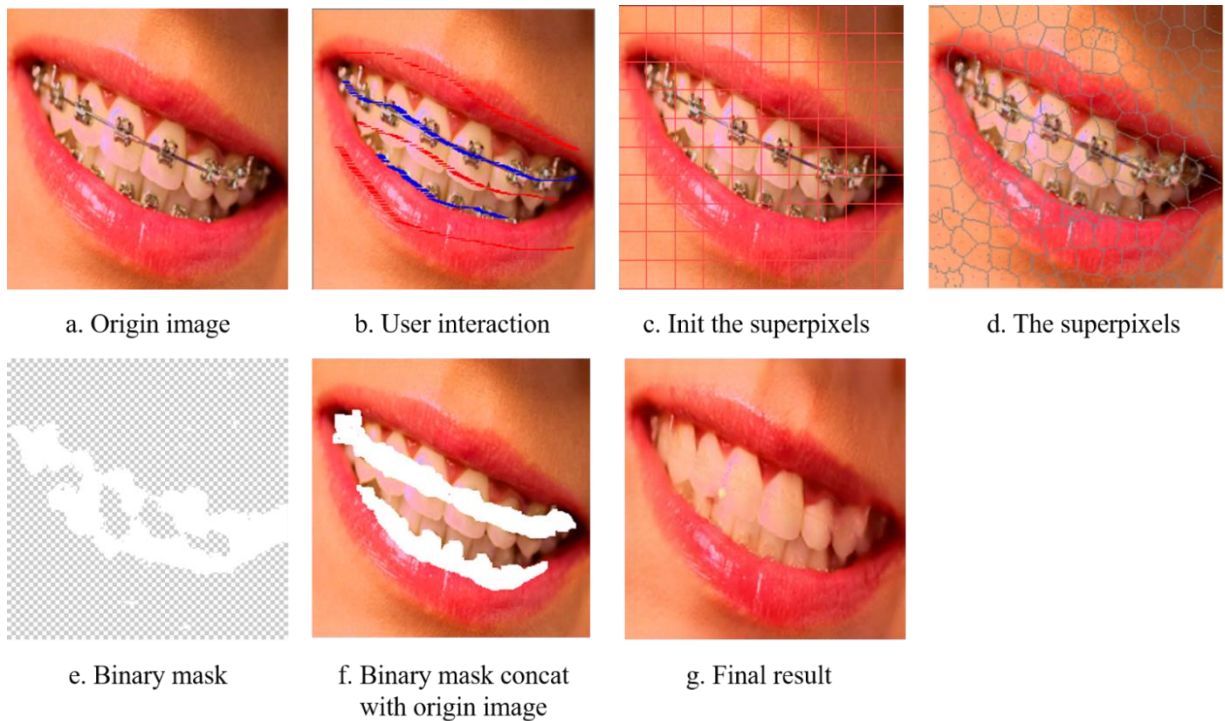 a. Origin image
b. User interaction
c. Init the superpixels
d. The superpixels
e. Binary mask
f. Binary mask concat
with origin image
g. Final result